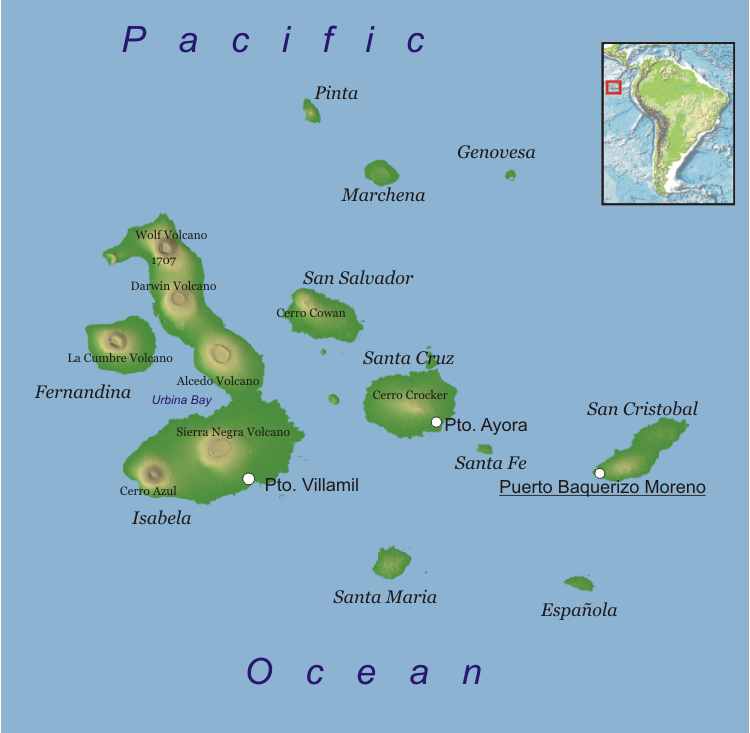 P a c i f i c
Pinta
Genovesa
Marchena
Wolf Volcano
1707
San Salvador
Darwin Volcano
Cerro Cowan
La Cumbre Volcano
Santa Cruz
Alcedo Volcano
Fernandina
Urbina Bay
Cerro Crocker
San Cristobal
Pto. Ayora
Sierra Negra Volcano
Santa Fe
Cerro Azul
Pto. Villamil
Puerto Baquerizo Moreno
Isabela
Santa Maria
Española
O c e a n